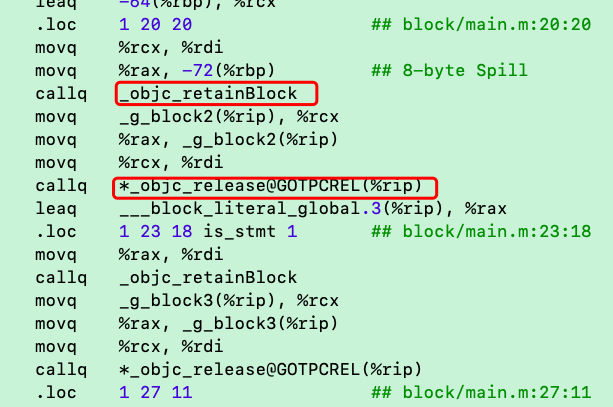 leaq -64(%rbp), %rcx
.loc 1 20 20 ## block/main.m:20:20
movq %rcx, %rdi
movq %rax, -72(%rbp) ## 8-byte Spill
callq _objc_retainBlock
movq _g_block2(%rip), %rcx
movq %rax, _g_block2(%rip)
movq %rcx, %rdi
callq *_objc_release@GOTPCREL(%rip)
leaq ___block_literal_global.3(%rip), %rax
.loc 1 23 18 is_stmt 1 ## block/main.m:23:18
movq %rax, %rdi
callq _objc_retainBlock
movq _g_block3(%rip), %rcx
movq %rax, _g_block3(%rip)
movq %rcx, %rdi
callq *_objc_release@GOTPCREL(%rip)
.loc 1 27 11 ## block/main.m:27:11